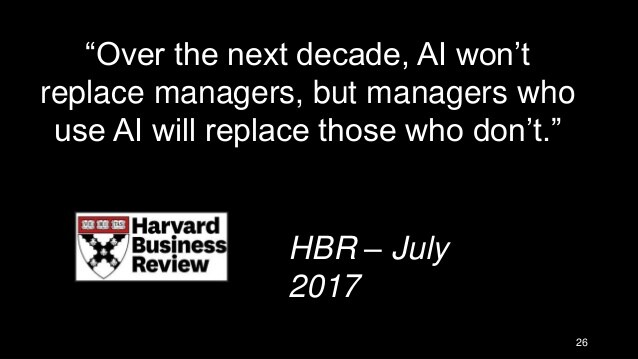 “Over the next decade, AI won’t
replace managers, but managers who
use AI will replace those who don’t.”
Harvard
Business
Review
HBR – July
2017
26